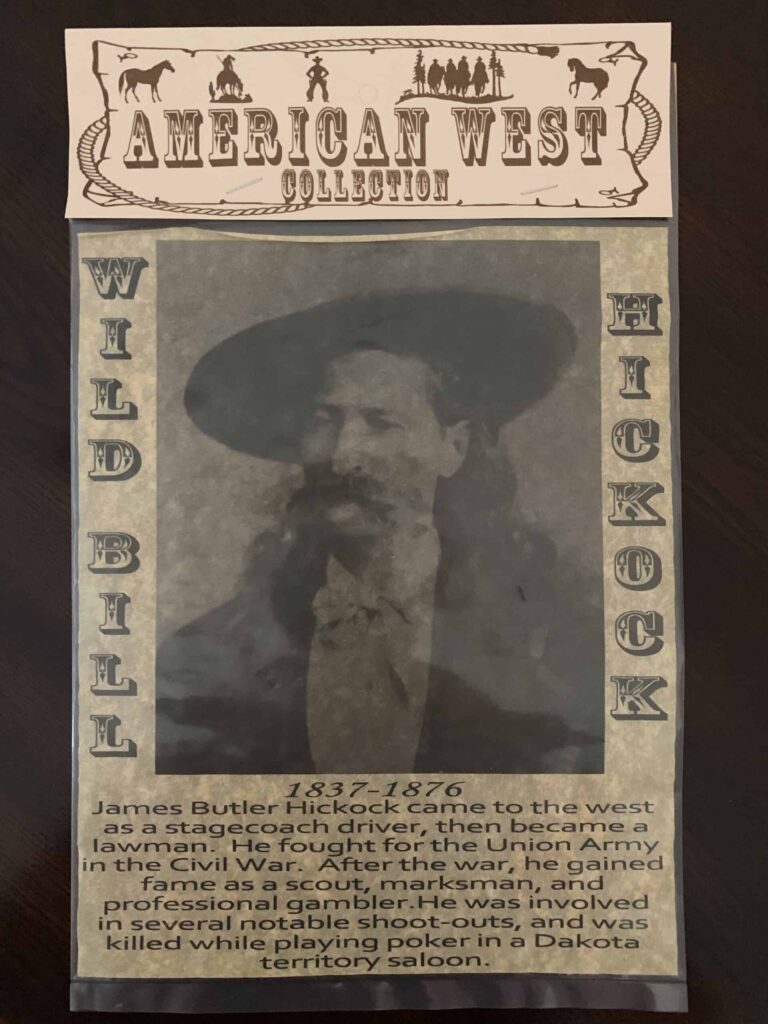 AMERICAN WEST
COLLECTION
WILD BILL
HICKOCK
1837-1876
James Butler Hickock came to the west
as a stagecoach driver, then became a
lawman. He fought for the Union Army
in the Civil War. After the war, he gained
fame as a scout, marksman, and
professional gambler.He was involved
in several notable shoot-outs, and was
killed while playing poker in a Dakota
territory saloon.